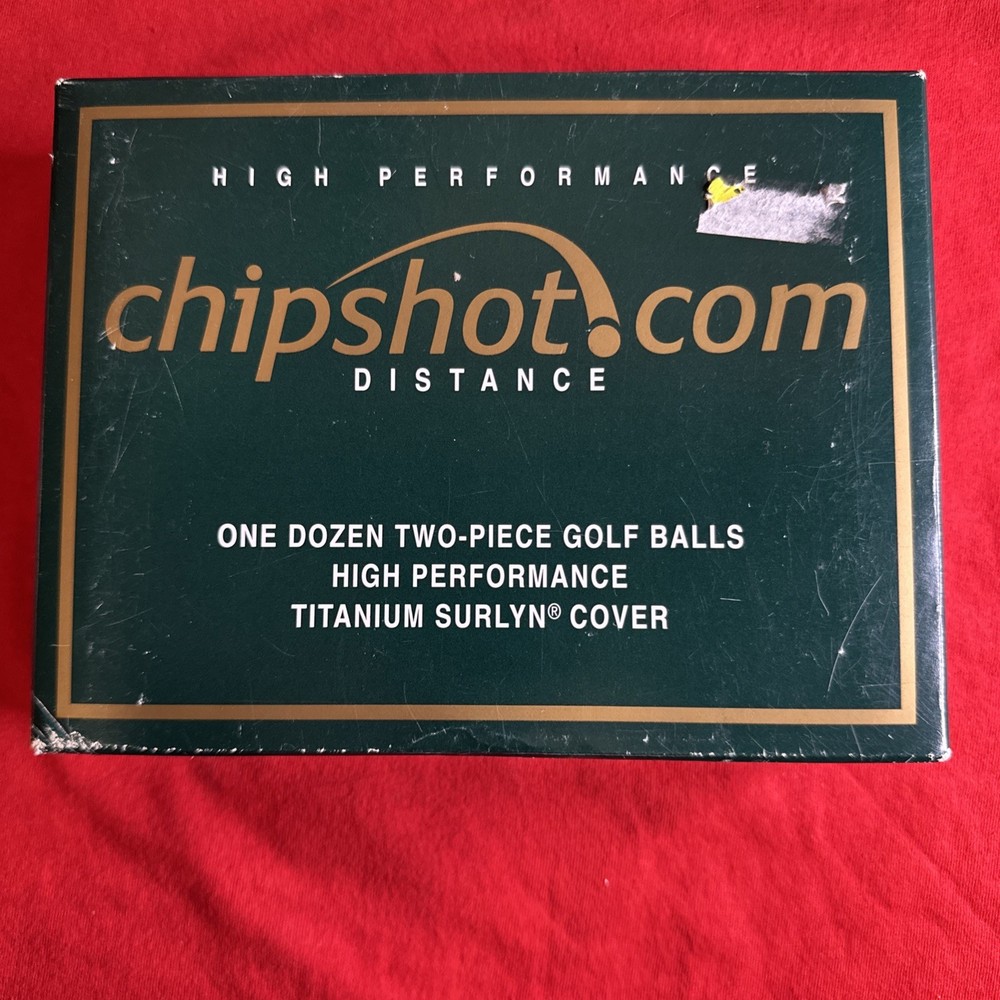 HIGH PERFORMANCE
chipshot.com
DISTANCE
ONE DOZEN TWO-PIECE GOLF BALLS
HIGH PERFORMANCE
TITANIUM SURLYN® COVER